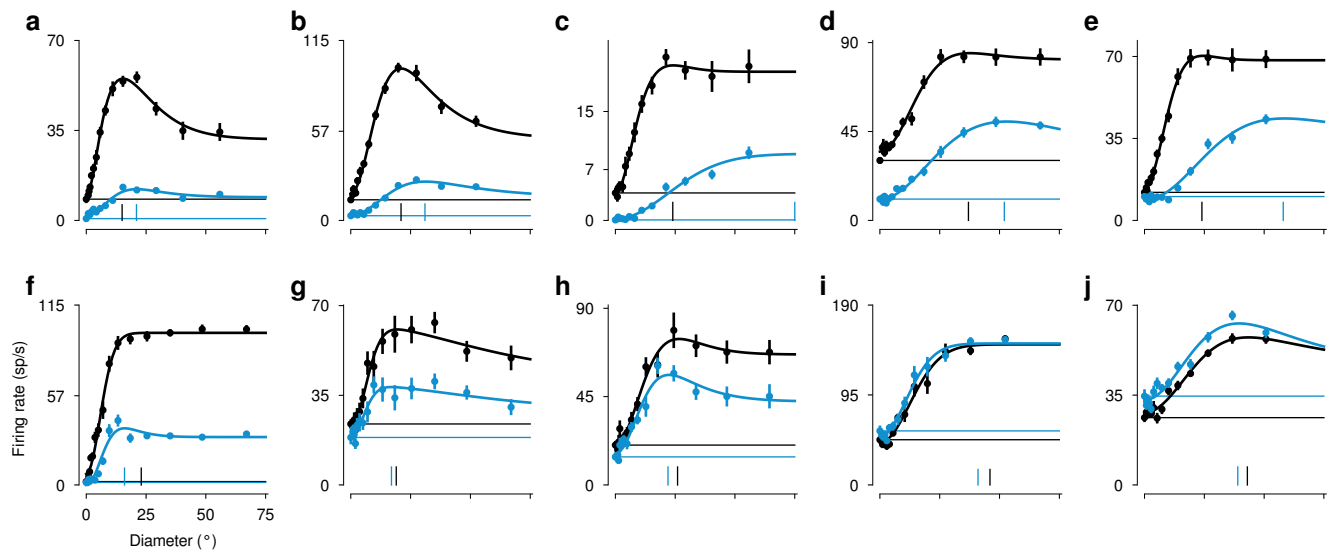 a b c d e
70 115 15 90 70
35 57 7 45 35
0 0 0 0 0
f g h i j
115 70 90 190 70
57 35 45 95 35
0 0 0 0 0
Firing rate (sp/s)
0 25 50 75
Diameter (°)